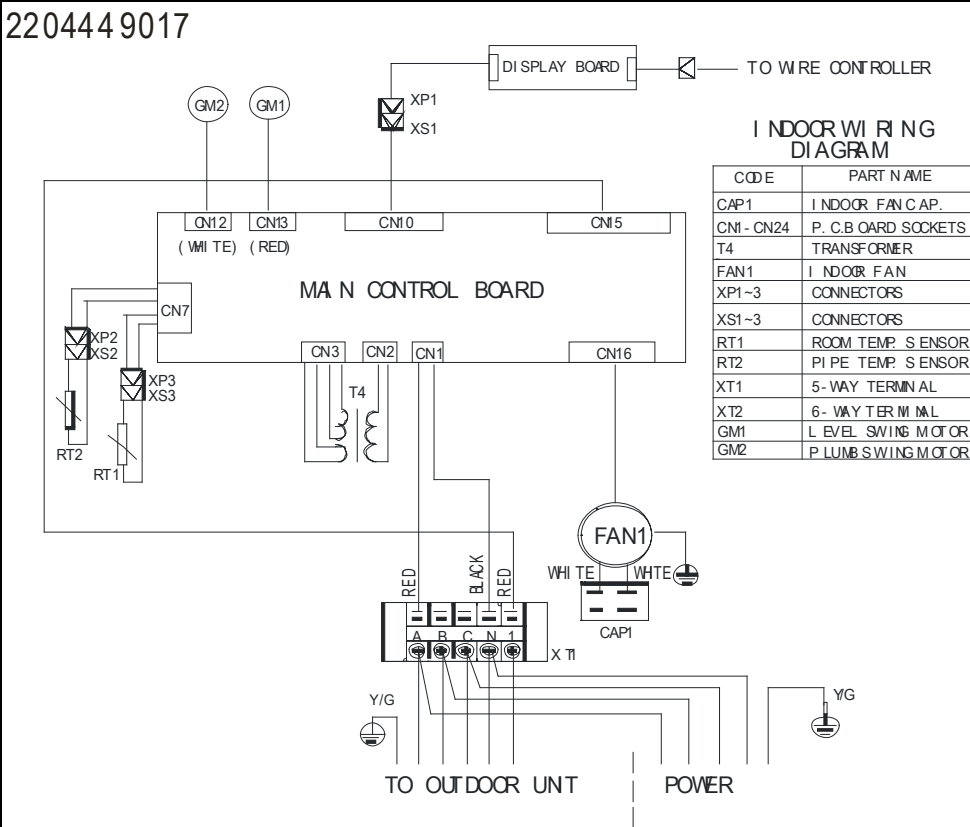 2204449017
DISPLAY BOARD
TO WIRE CONTROLLER
GM2
GM1
XP1
XS1
INDOOR WIRING
DIAGRAM
CODE PART NAME
CAP1 INDOOR FAN CAP.
CN1-CN24 P.C.BOARD SOCKETS
T4 TRANSFORMER
FAN1 INDOOR FAN
XP1~3 CONNECTORS
XS1~3 CONNECTORS
RT1 ROOM TEMP. SENSOR
RT2 PIPE TEMP. SENSOR
XT1 5-WAY TERMINAL
XT2 6-WAY TERMINAL
GM1 LEVEL SWING MOTOR
GM2 PLUMB SWING MOTOR
CN12 CN13 CN10 CN15
(WHITE) (RED)
MAIN CONTROL BOARD
CN7
XP2
XS2
XP3
XS3
RT2
RT1
CN3 CN2 CN1 CN16
T4
FAN1
WHITE WHTE
CAP1
RED
BLACK
RED
A B C N 1
XT1
Y/G
Y/G
TO OUTDOOR UNIT
POWER